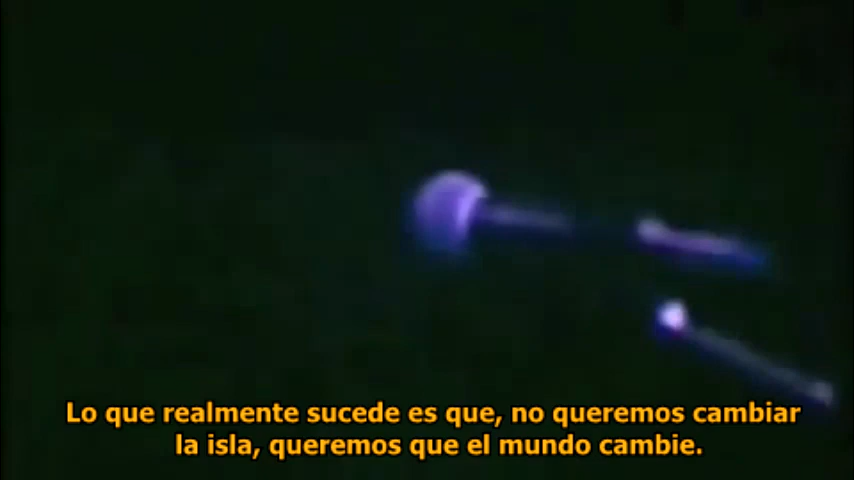 Lo que realmente sucede es que, no queremos cambiar
la isla, queremos que el mundo cambie.